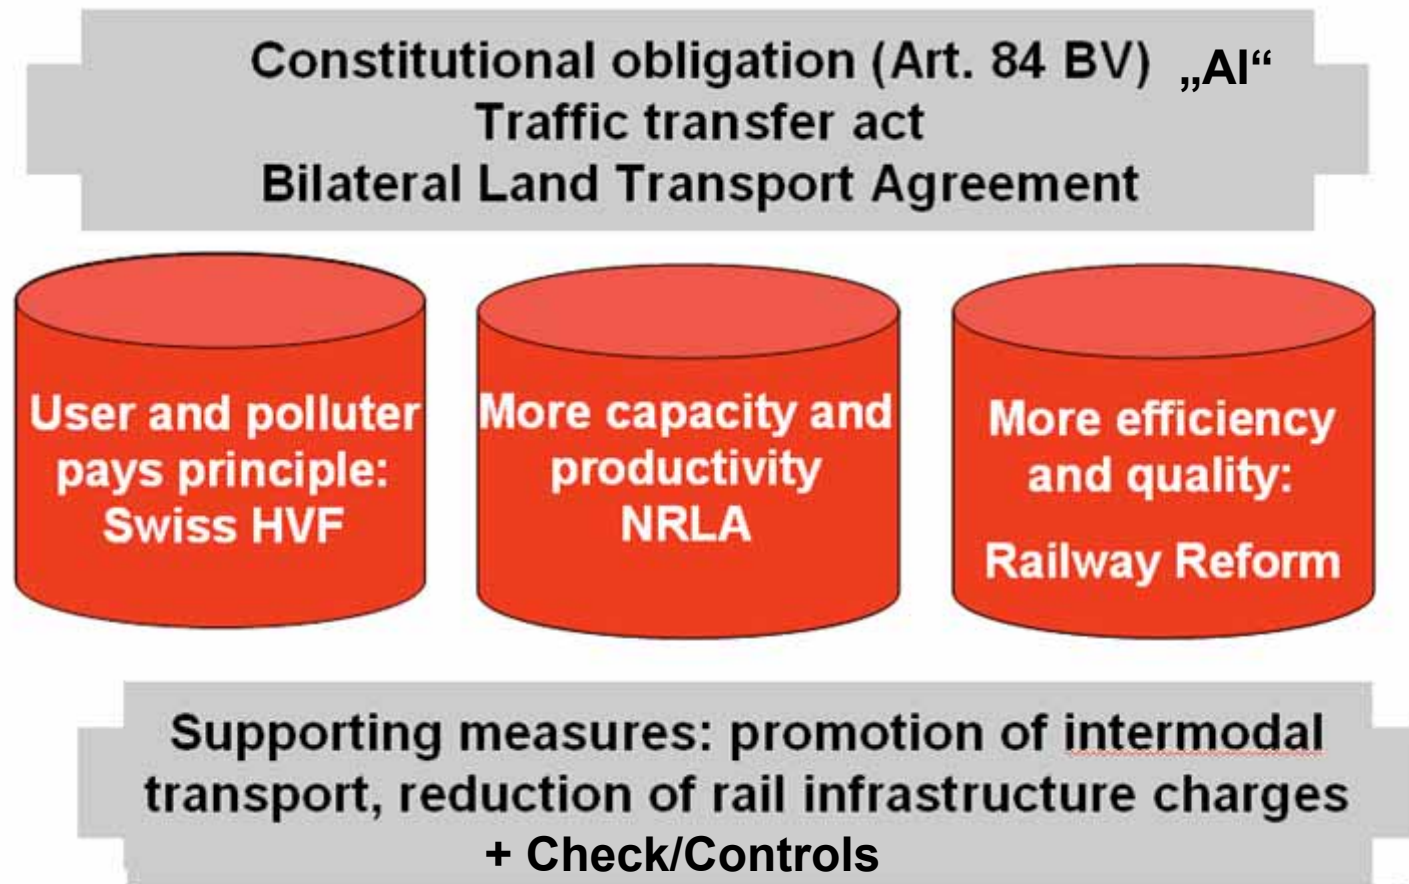 Constitutional obligation (Art. 84 BV) „AI“
Traffic transfer act
Bilateral Land Transport Agreement
User and polluter
pays principle:
Swiss HVF
More capacity and
productivity
NRLA
More efficiency
and quality:
Railway Reform
Supporting measures: promotion of intermodal
transport, reduction of rail infrastructure charges
+ Check/Controls